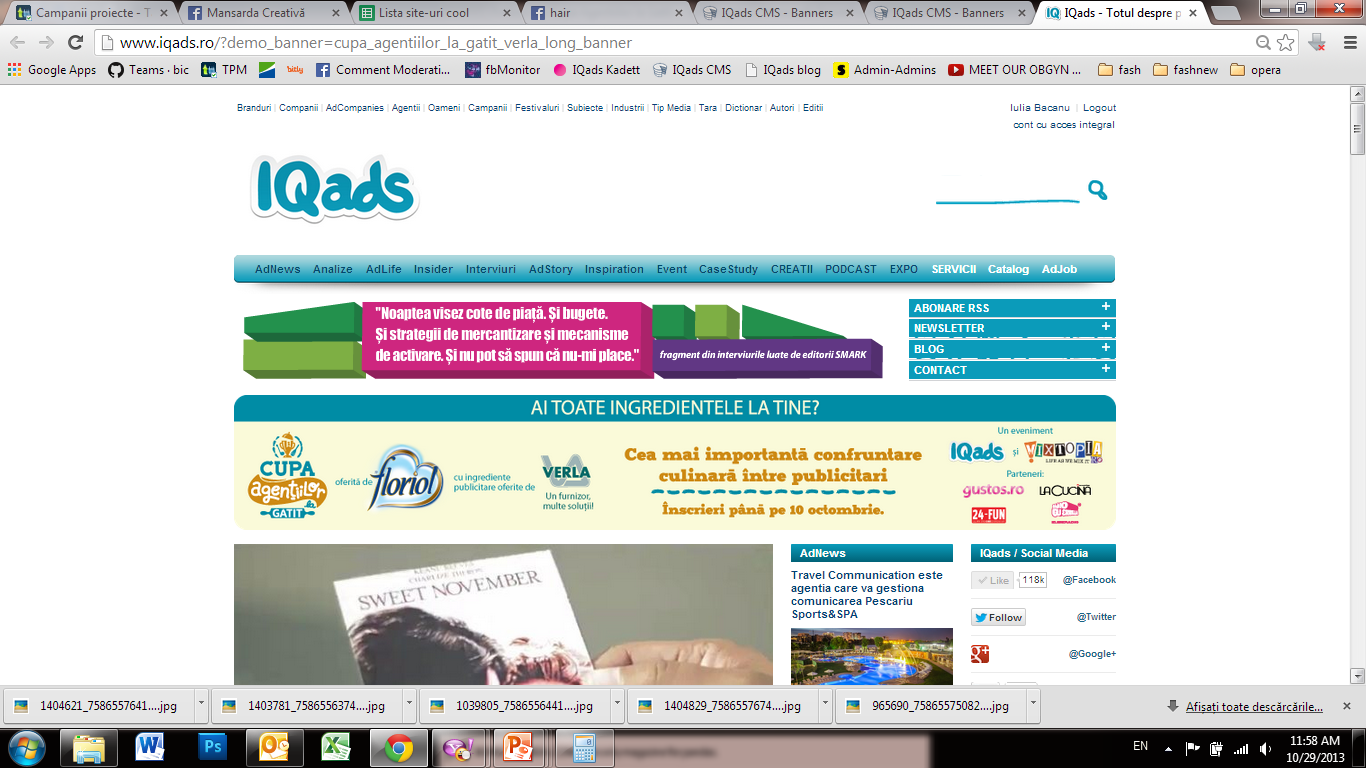 Campanii proiecte - T
Mansarda Creativă
Lista site-uri cool
hair
IQads CMS - Banners
IQads CMS - Banners
IQads - Totul despre p
www.iqads.ro/?demo_banner=cupa_agentiilor_la_gatit_verla_long_banner
Google Apps
Teams · bic
TPM
bitly
Comment Moderati...
fbMonitor
IQads Kadett
IQads CMS
IQads blog
Admin-Admins
MEET OUR OBGYN ...
fash
fashnew
opera
Branduri | Companii | AdCompanies | Agentii | Oameni | Campanii | Festivaluri | Subiecte | Industrii | Tip Media | Tara | Dictionar | Autori | Editii
Iulia Bacanu | Logout
cont cu acces integral
IQads
AdNews Analize AdLife Insider Interviuri AdStory Inspiration Event CaseStudy CREATII PODCAST EXPO SERVICII Catalog AdJob
"Noaptea visez cote de piață. Și bugete.
Și strategii de mercantizare și mecanisme
de activare. Și nu pot să spun că nu-mi place."
fragment din interviurile luate de editorii SMARK
ABONARE RSS +
NEWSLETTER +
BLOG +
CONTACT +
AI TOATE INGREDIENTELE LA TINE?
CUPA
agențiilor
GATIT
oferită de
floriol
cu ingrediente
publicitare oferite de
VERLA
Un furnizor,
multe soluții!
Cea mai importantă confruntare
culinară între publicitari
Înscrieri până pe 10 octombrie.
Un eveniment
IQads și VIXTOPIA
Parteneri:
gustos.ro LA CUCINA
24-FUN
KEANU REEVES
CHARLIZE THERON
SWEET NOVEMBER
AdNews
Travel Communication este
agentia care va gestiona
comunicarea Pescariu
Sports&SPA
IQads / Social Media
Like 118k @Facebook
Follow @Twitter
g+ @Google+
1404621_7586557641....jpg
1403781_7586556374....jpg
1039805_7586556441....jpg
1404829_7586557674....jpg
965690_75865575082....jpg
Afișați toate descărcările...
EN
11:58 AM
10/29/2013